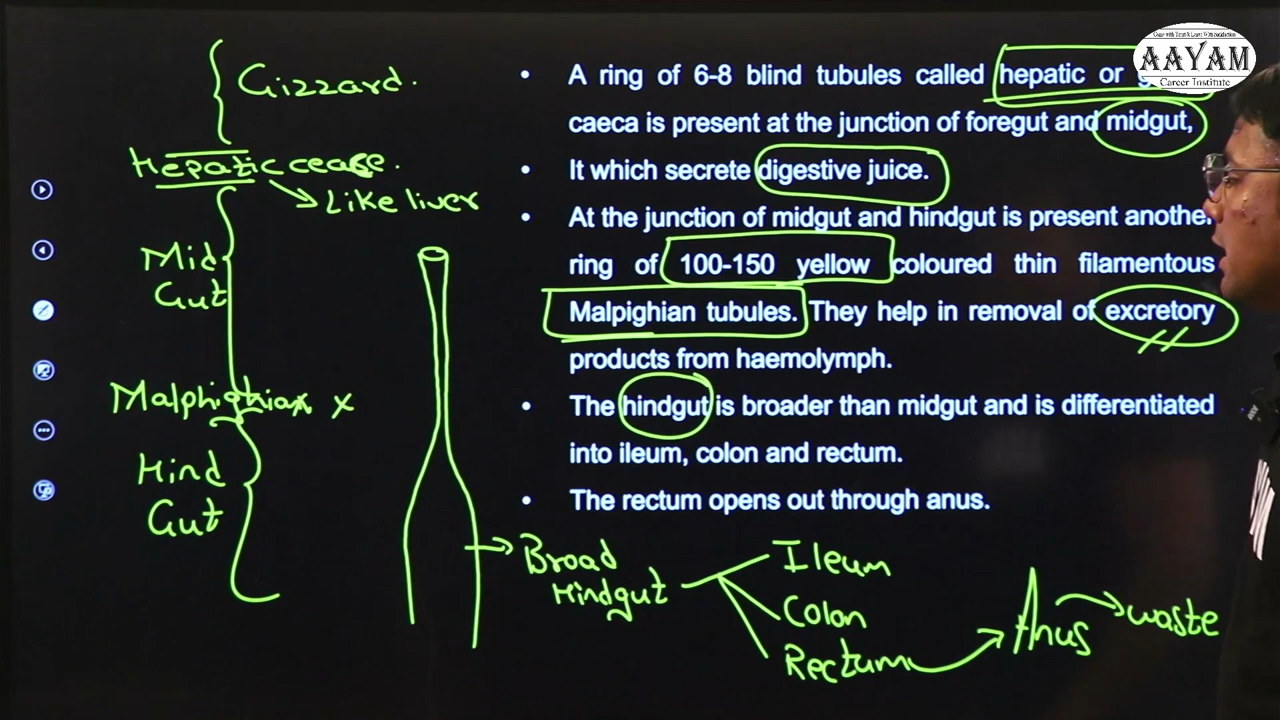 Gizzard.
Hepatic ceace.
Like liver
Mid
Gut
Malphighian x
Hind
Gut
• A ring of 6-8 blind tubules called hepatic or
caeca is present at the junction of foregut and midgut,
• It which secrete digestive juice.
• At the junction of midgut and hindgut is present another
ring of 100-150 yellow coloured thin filamentous
Malpighian tubules. They help in removal of excretory
products from haemolymph.
• The hindgut is broader than midgut and is differentiated
into ileum, colon and rectum.
• The rectum opens out through anus.
Broad
Hindgut
Ileum
Colon
Rectum
Anus
waste
AAYAM
Career Institute